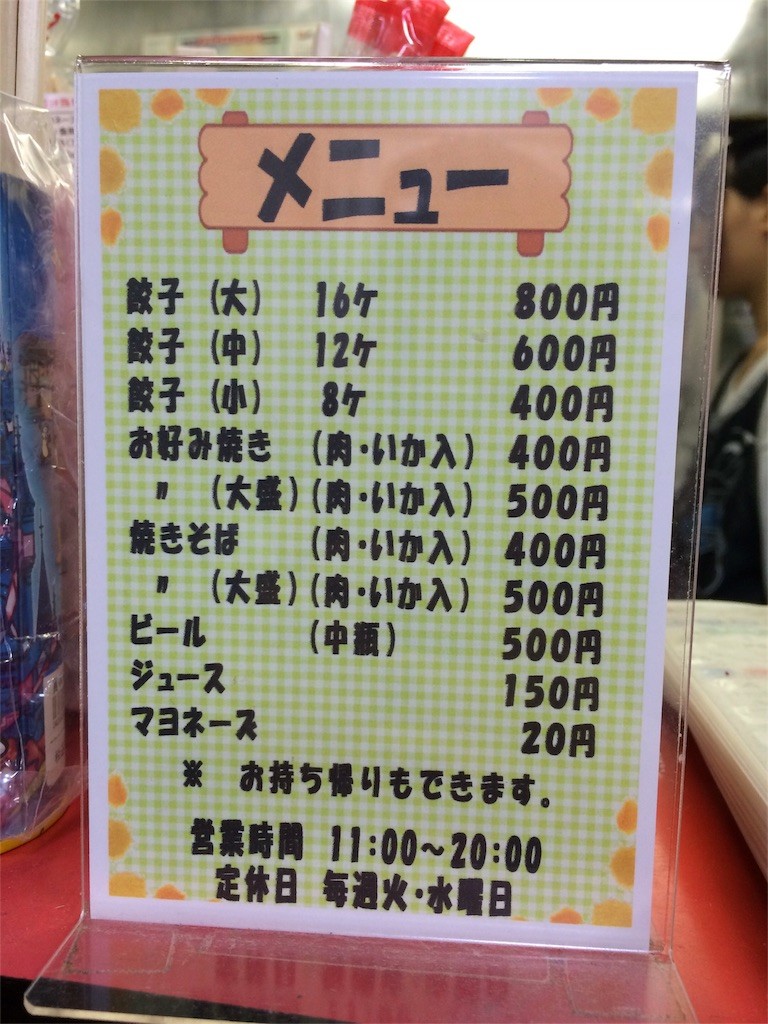 メニュー
餃子 (大) 16ケ 800円
餃子 (中) 12ケ 600円
餃子 (小) 8ケ 400円
お好み焼き (肉・いか入) 400円
〃 (大盛) (肉・いか入) 500円
焼きそば (肉・いか入) 400円
〃 (大盛) (肉・いか入) 500円
ビール (中瓶) 500円
ジュース 150円
マヨネーズ 20円
※ お持ち帰りもできます。
営業時間 11:00~20:00
定休日 毎週火・水曜日